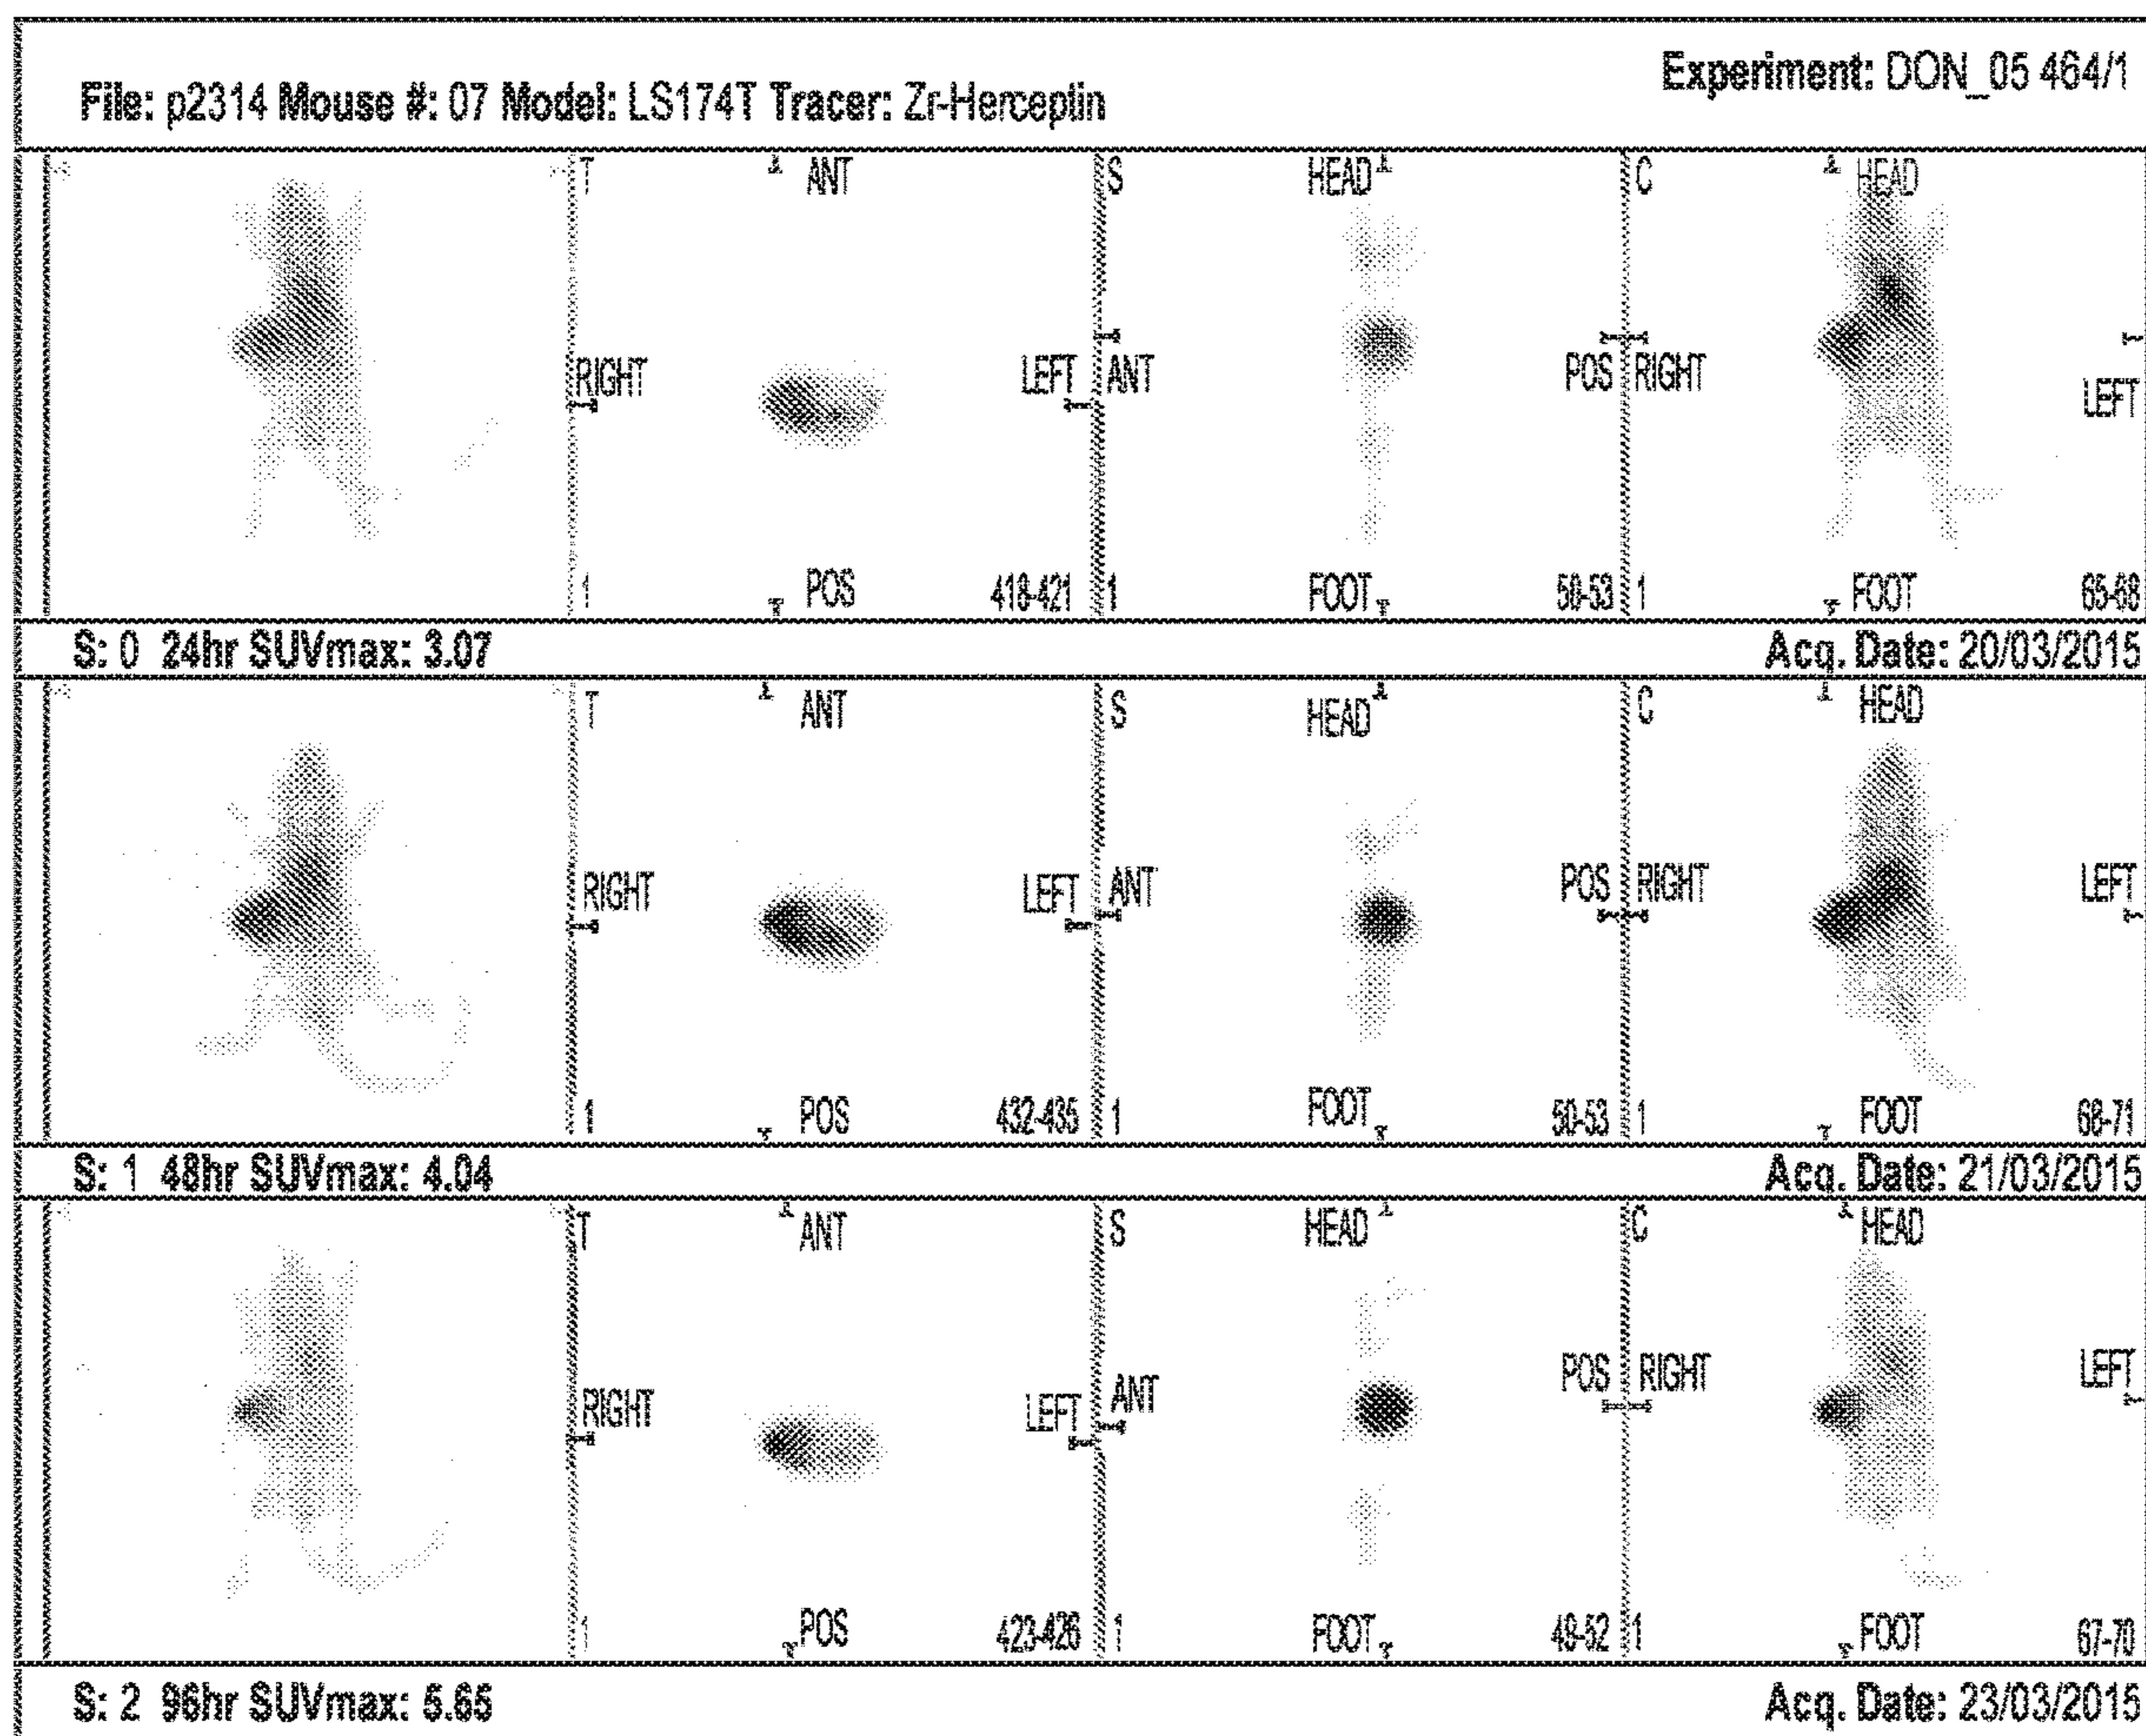 Experiment: DON_05 464/1
File: p2314 Mouse #: 07 Model: LS174T Tracer: Zr-Herceptin
T ANT S HEAD C HEAD
RIGHT LEFT ANT POS RIGHT LEFT
1 POS 418-421 1 FOOT 50-53 1 FOOT 65-68
S: 0 24hr SUVmax: 3.07 Acq. Date: 20/03/2015
T ANT S HEAD C HEAD
RIGHT LEFT ANT POS RIGHT LEFT
1 POS 432-435 1 FOOT 50-53 1 FOOT 68-71
S: 1 48hr SUVmax: 4.04 Acq. Date: 21/03/2015
T ANT S HEAD C HEAD
RIGHT LEFT ANT POS RIGHT LEFT
1 POS 423-426 1 FOOT 49-52 1 FOOT 67-70
S: 2 96hr SUVmax: 5.65 Acq. Date: 23/03/2015